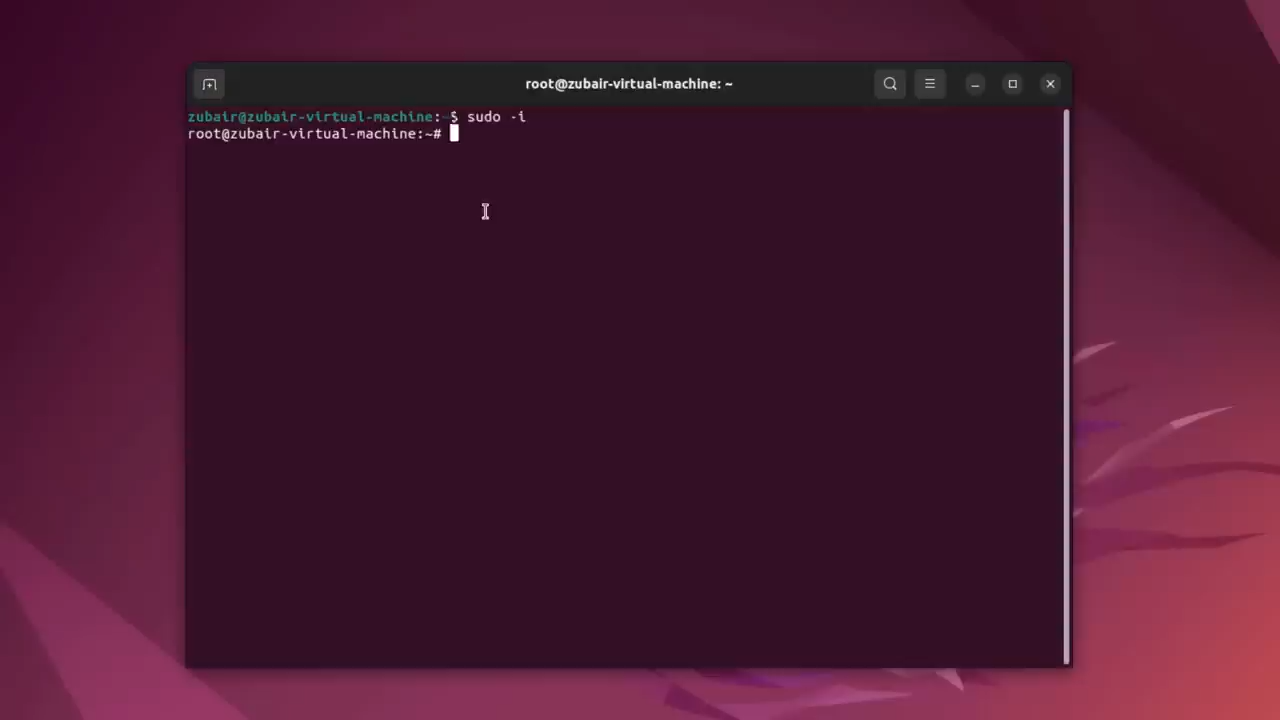 root@zubair-virtual-machine: ~
zubair@zubair-virtual-machine:~$ sudo -i
root@zubair-virtual-machine:~#